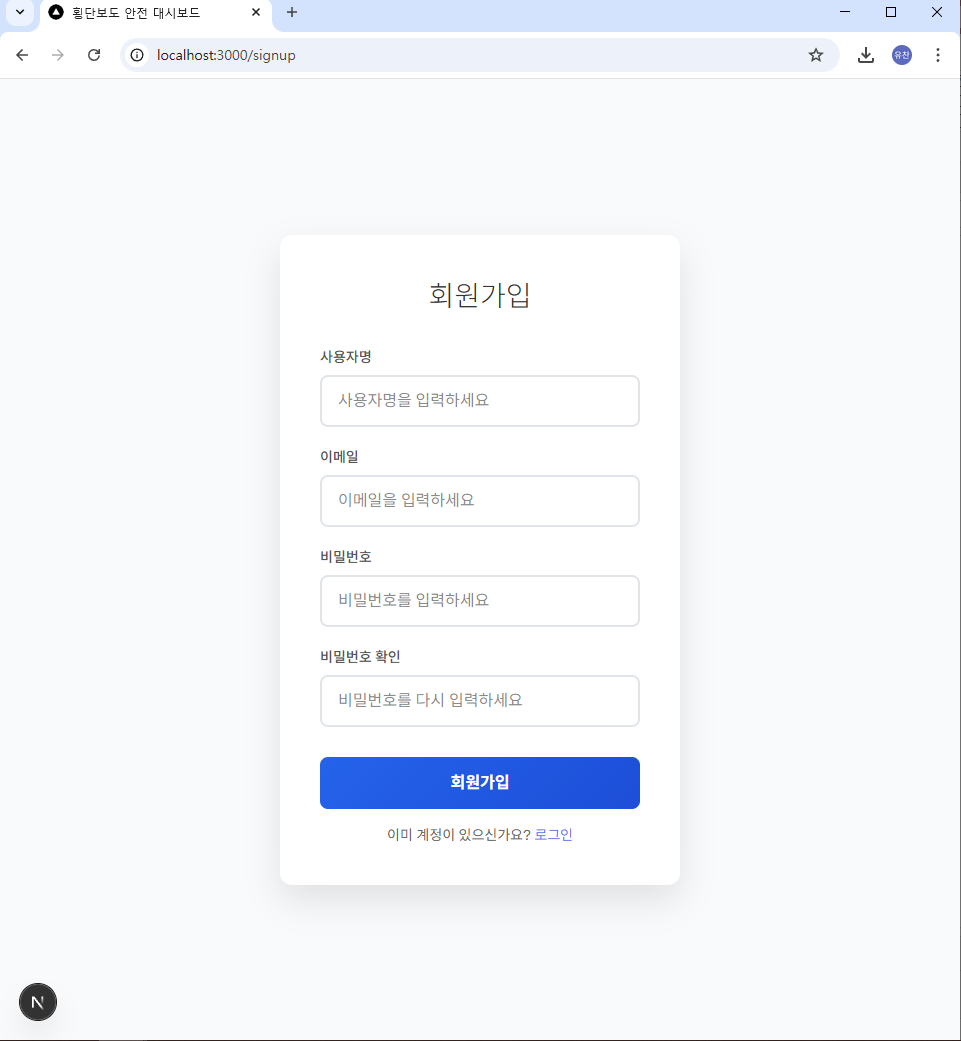 횡단보도 안전 대시보드
localhost:3000/signup
유찬
회원가입
사용자명
사용자명을 입력하세요
이메일
이메일을 입력하세요
비밀번호
비밀번호를 입력하세요
비밀번호 확인
비밀번호를 다시 입력하세요
회원가입
이미 계정이 있으신가요? 로그인
N